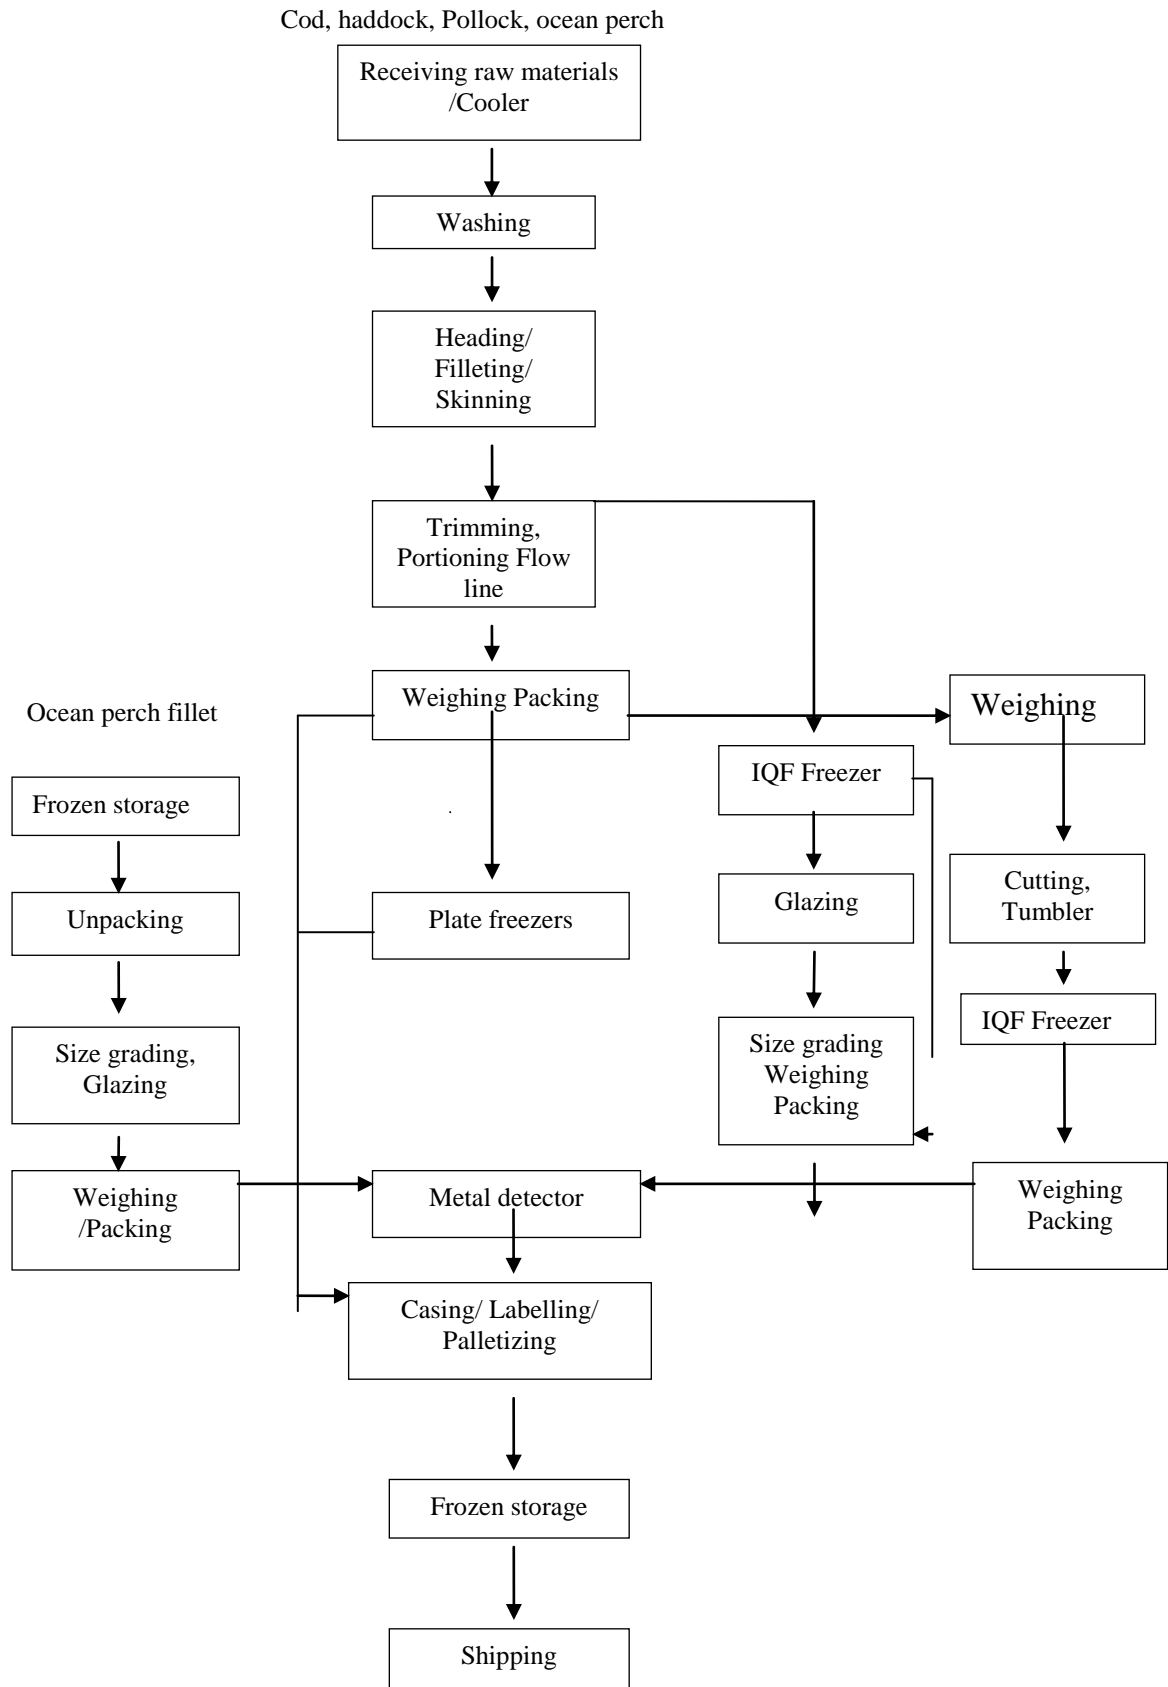 Cod, haddock, Pollock, ocean perch
Receiving raw materials
/Cooler
Washing
Heading/
Filleting/
Skinning
Trimming,
Portioning Flow
line
Weighing Packing
Weighing
Ocean perch fillet
IQF Freezer
Frozen storage
Cutting,
Tumbler
Glazing
Unpacking
Plate freezers
IQF Freezer
Size grading,
Glazing
Size grading
Weighing
Packing
Weighing
/Packing
Metal detector
Weighing
Packing
Casing/ Labelling/
Palletizing
Frozen storage
Shipping